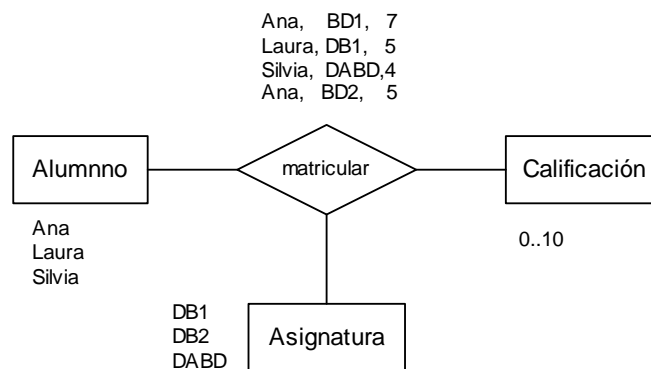 Ana, BD1, 7
Laura, DB1, 5
Silvia, DABD,4
Ana, BD2, 5
Alumnno
matricular
Calificación
Ana
Laura
Silvia
0..10
DB1
DB2
DABD
Asignatura